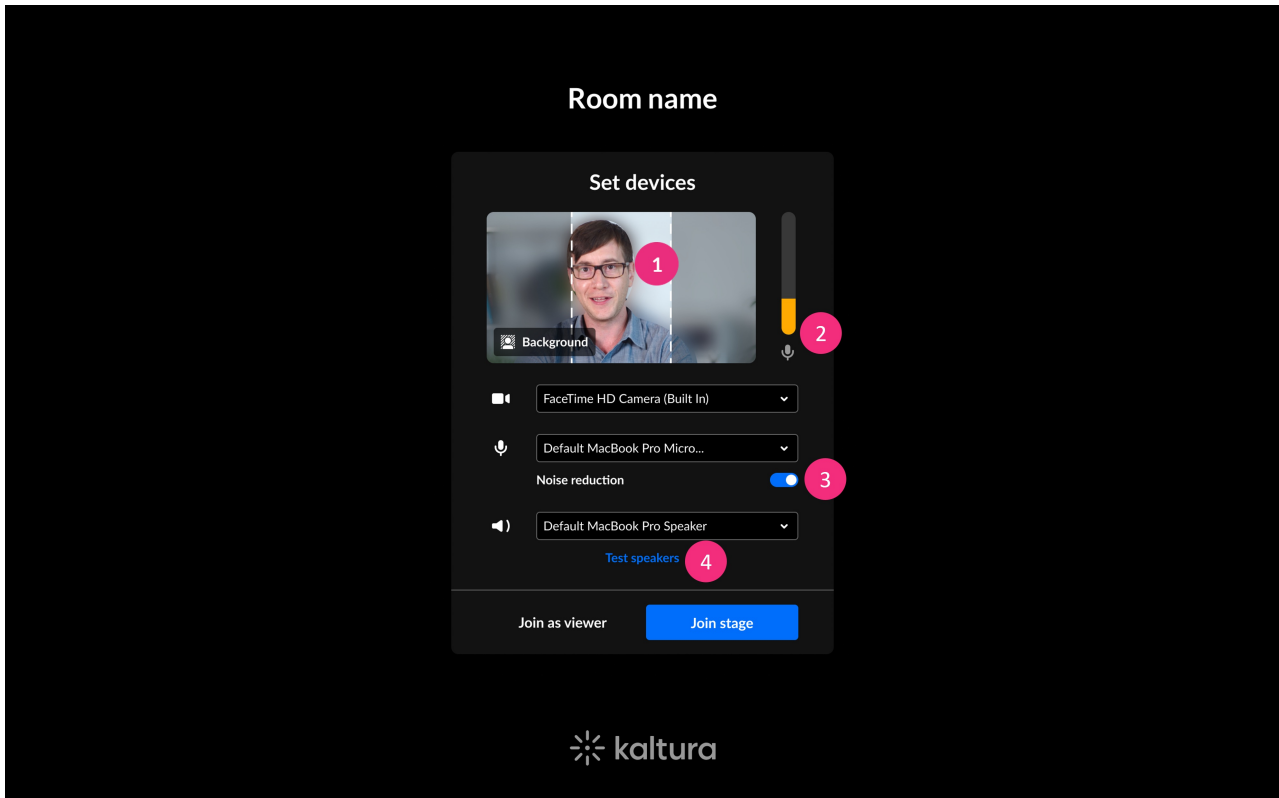 Room name
Set devices
1
Background
2
FaceTime HD Camera (Built In)
Default MacBook Pro Micro...
Noise reduction
3
Default MacBook Pro Speaker
Test speakers
4
Join as viewer
Join stage
kaltura